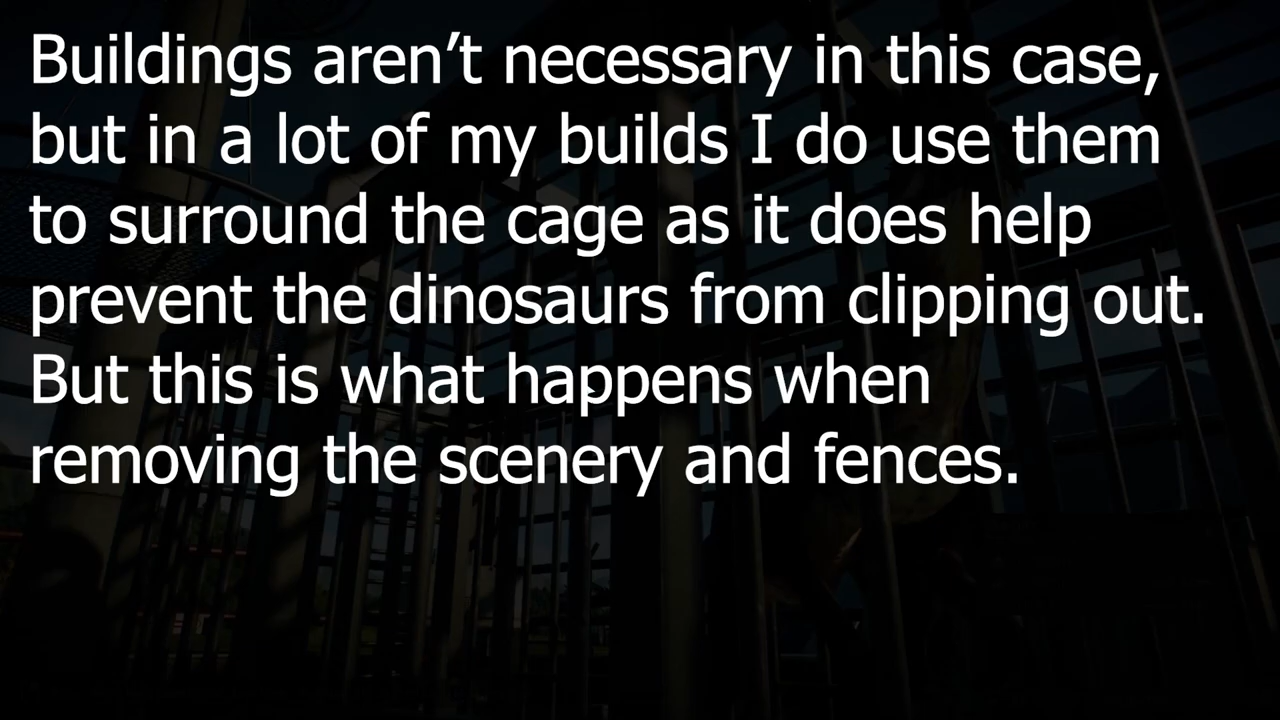 Buildings aren’t necessary in this case,
but in a lot of my builds I do use them
to surround the cage as it does help
prevent the dinosaurs from clipping out.
But this is what happens when
removing the scenery and fences.